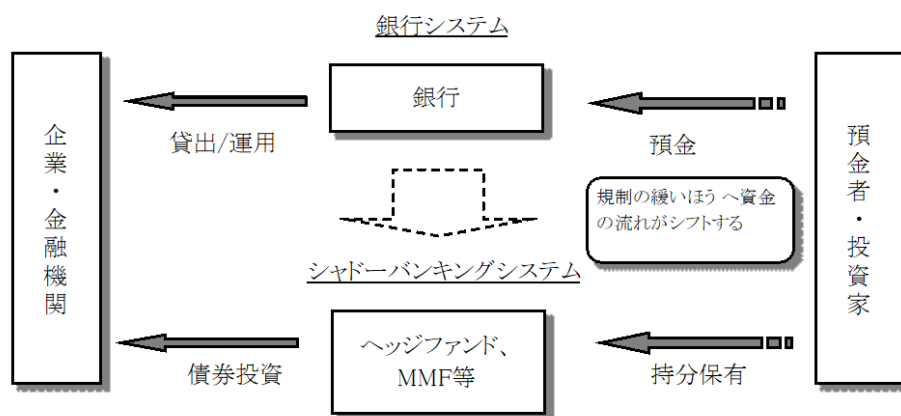 銀行システム
企業・金融機関
銀行
預金者・投資家
貸出/運用
預金
規制の緩いほう へ資金
の流れがシフトする
シャドーバンキングシステム
ヘッジファンド、
MMF等
債券投資
持分保有